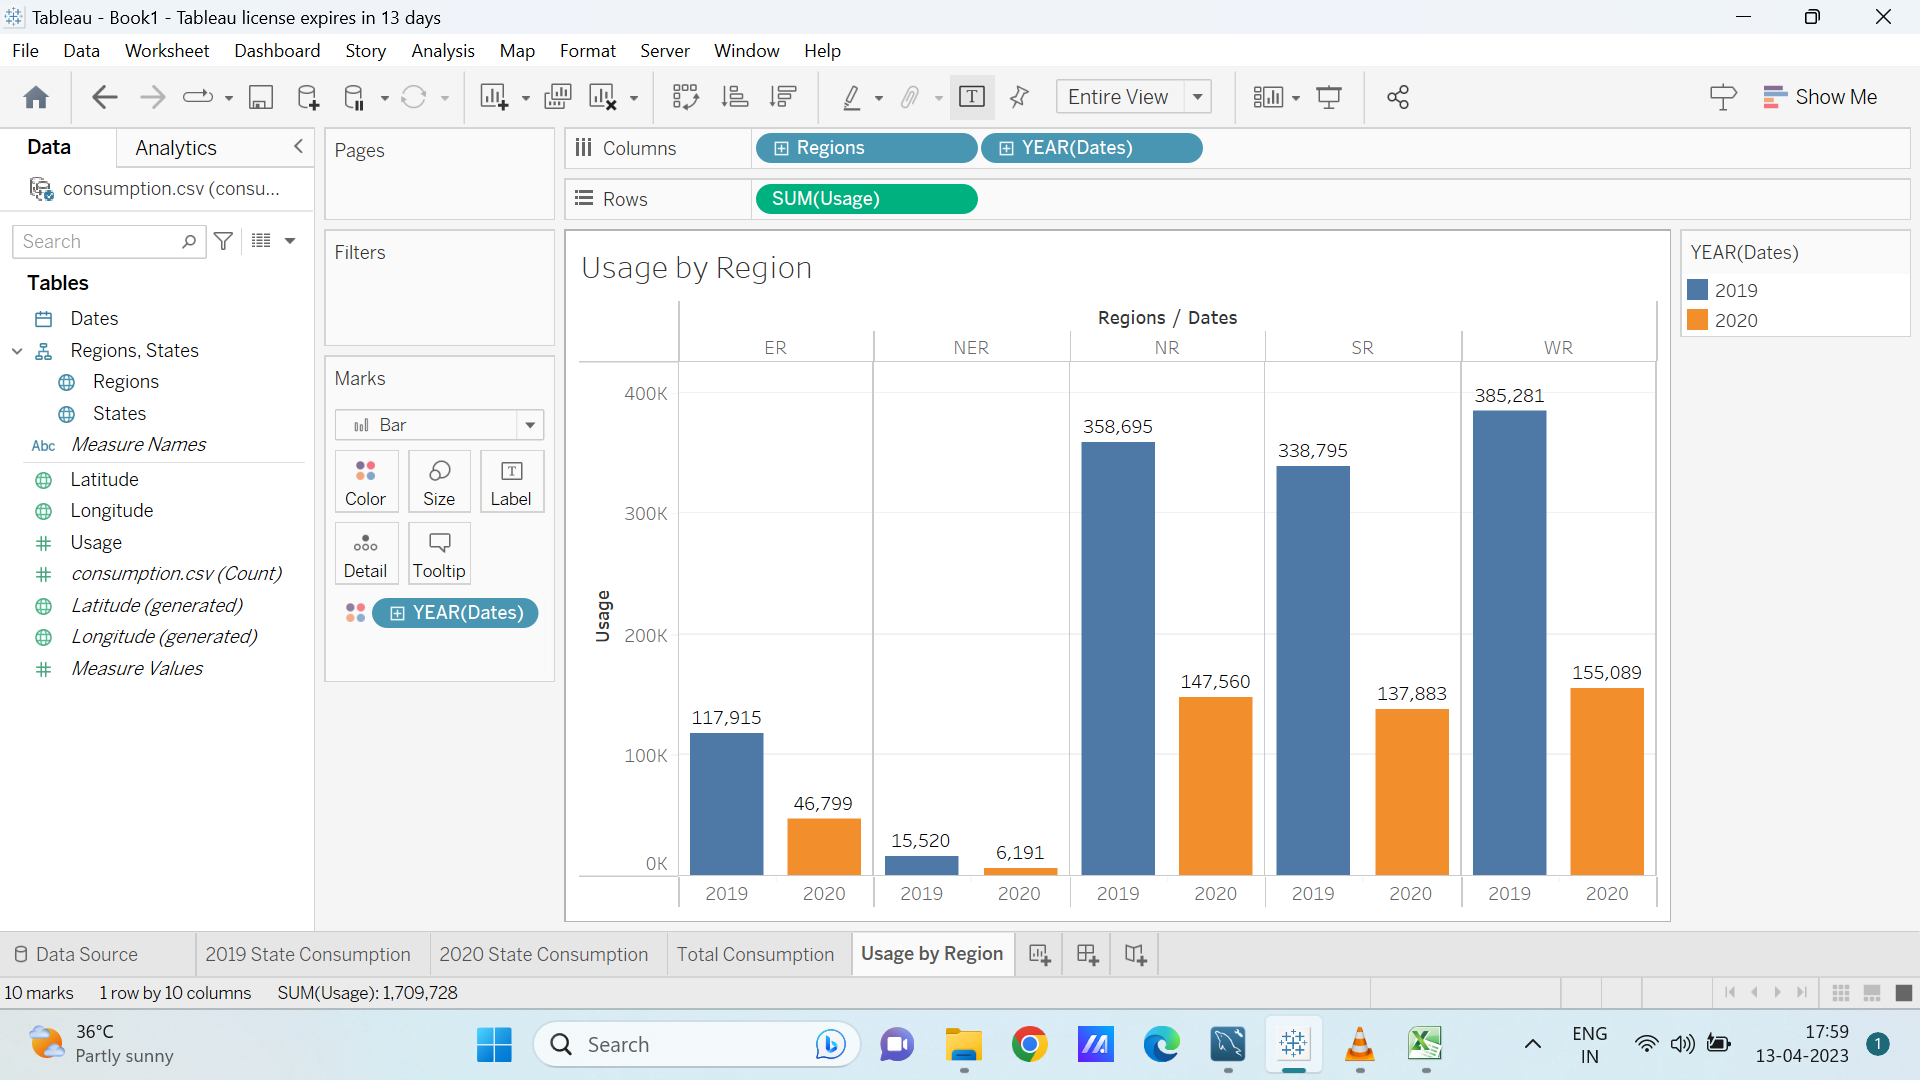 Tableau - Book1 - Tableau license expires in 13 days
File Data Worksheet Dashboard Story Analysis Map Format Server Window Help
Entire View
Show Me
Data
Analytics
consumption.csv (consu...
Search
Tables
Dates
Regions, States
Regions
States
Abc Measure Names
Latitude
Longitude
Usage
consumption.csv (Count)
Latitude (generated)
Longitude (generated)
Measure Values
Pages
Filters
Marks
Bar
Color Size Label
Detail Tooltip
YEAR(Dates)
Columns Regions YEAR(Dates)
Rows SUM(Usage)
Usage by Region
Regions / Dates
ER NER NR SR WR
Usage
400K
300K
200K
100K
0K
117,915
46,799
15,520
6,191
358,695
147,560
338,795
137,883
385,281
155,089
2019 2020 2019 2020 2019 2020 2019 2020 2019 2020
YEAR(Dates)
2019
2020
Data Source 2019 State Consumption 2020 State Consumption Total Consumption Usage by Region
10 marks 1 row by 10 columns SUM(Usage): 1,709,728
36°C
Partly sunny
Search
ENG
IN
17:59
13-04-2023
1